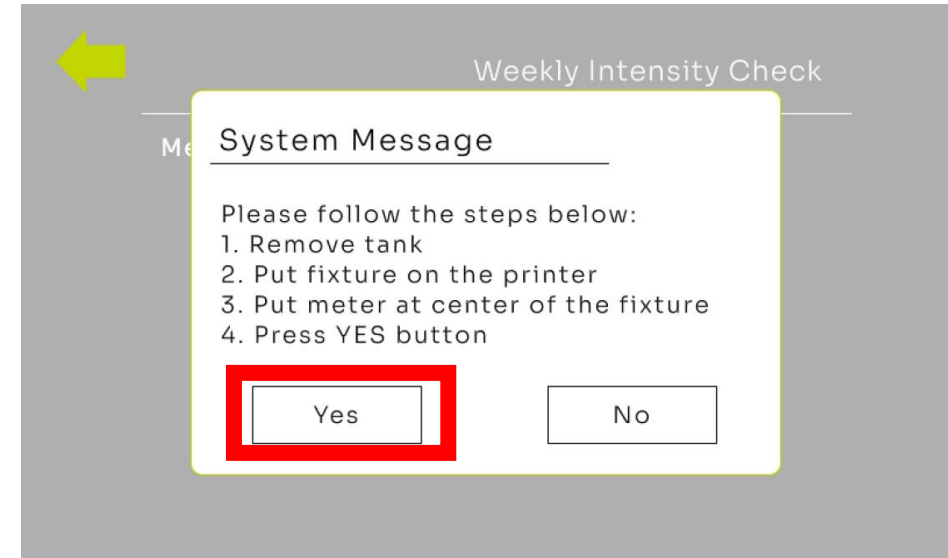 Weekly Intensity Check
Me
System Message
Please follow the steps below:
1. Remove tank
2. Put fixture on the printer
3. Put meter at center of the fixture
4. Press YES button
Yes
No